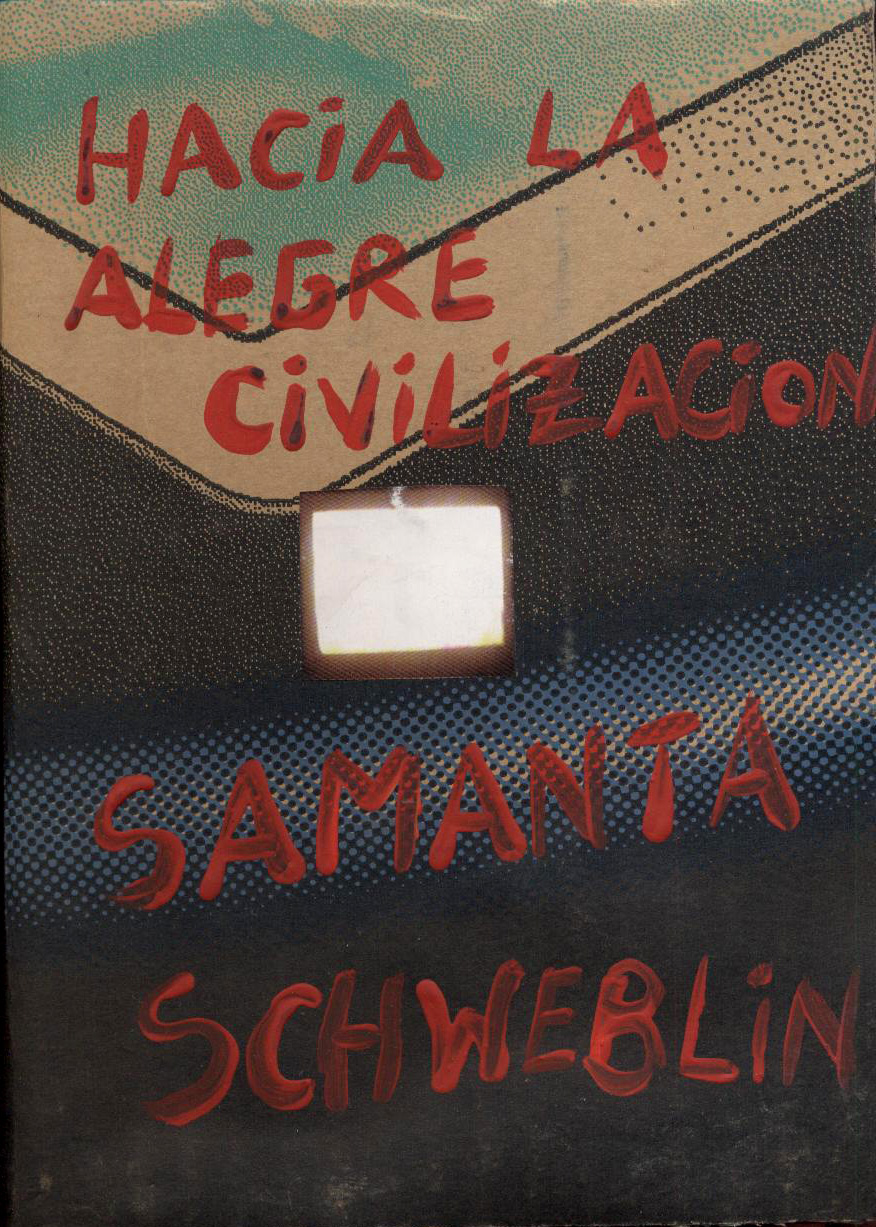 HACiA LA
ALEGRE
CiViLiZACiON
SAMANTA
SCHWEBLiN